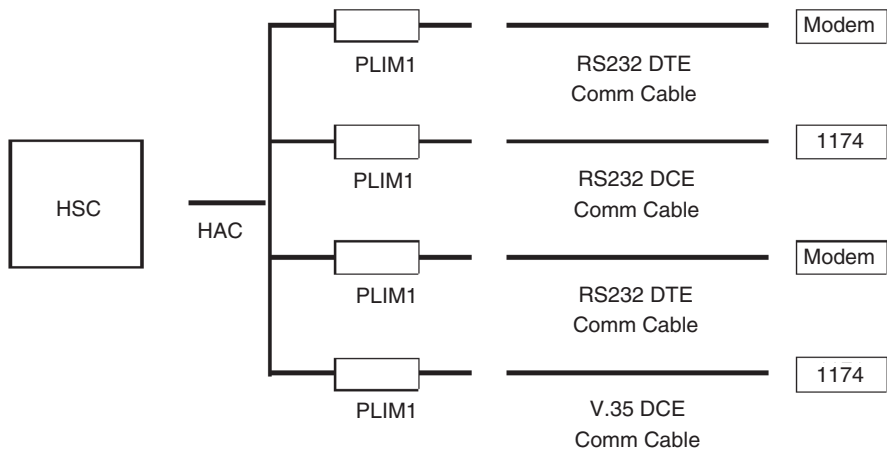 Modem
PLIM1
RS232 DTE
Comm Cable
1174
PLIM1
RS232 DCE
Comm Cable
HSC
HAC
Modem
PLIM1
RS232 DTE
Comm Cable
1174
PLIM1
V.35 DCE
Comm Cable